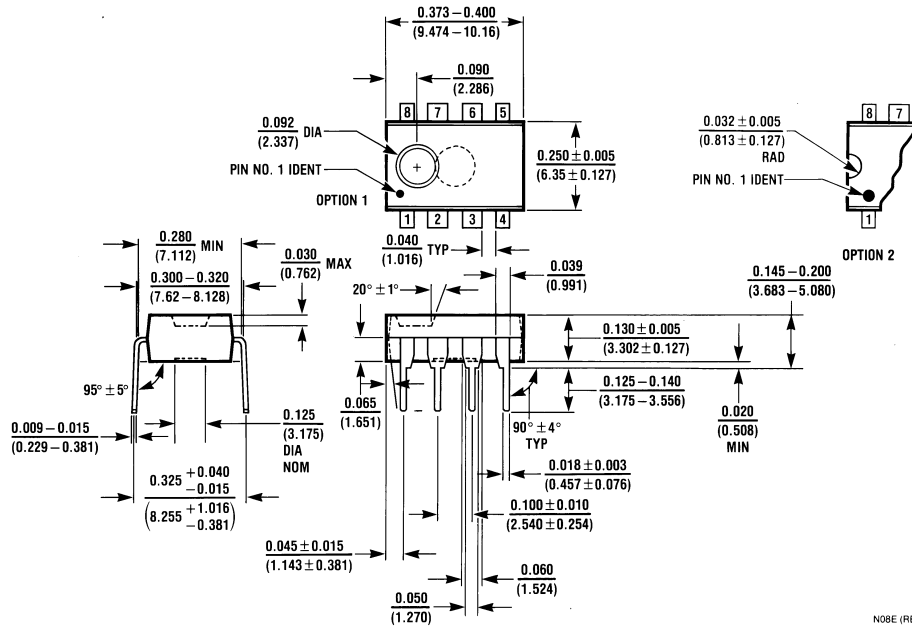 0.373–0.400
(9.474–10.16)
0.090
(2.286)
8 7 6 5
0.092
(2.337) DIA
PIN NO. 1 IDENT
OPTION 1
0.250 ± 0.005
(6.35 ± 0.127)
1 2 3 4
8 7
0.032 ± 0.005
(0.813 ± 0.127)
RAD
PIN NO. 1 IDENT
1
OPTION 2
0.280 MIN
(7.112)
0.300 – 0.320
(7.62 – 8.128)
0.030 MAX
(0.762)
0.040 TYP
(1.016)
0.039
(0.991)
20° ± 1°
0.145 – 0.200
(3.683 – 5.080)
0.130 ± 0.005
(3.302 ± 0.127)
0.125 – 0.140
(3.175 – 3.556)
0.020
(0.508)
MIN
95° ± 5°
0.065
(1.651)
90° ± 4°
TYP
0.009 – 0.015
(0.229 – 0.381)
0.125
(3.175)
DIA
NOM
0.018 ± 0.003
(0.457 ± 0.076)
0.325 +0.040
−0.015
(8.255 +1.016
−0.381)
0.100 ± 0.010
(2.540 ± 0.254)
0.045 ± 0.015
(1.143 ± 0.381)
0.060
(1.524)
0.050
(1.270)
N08E